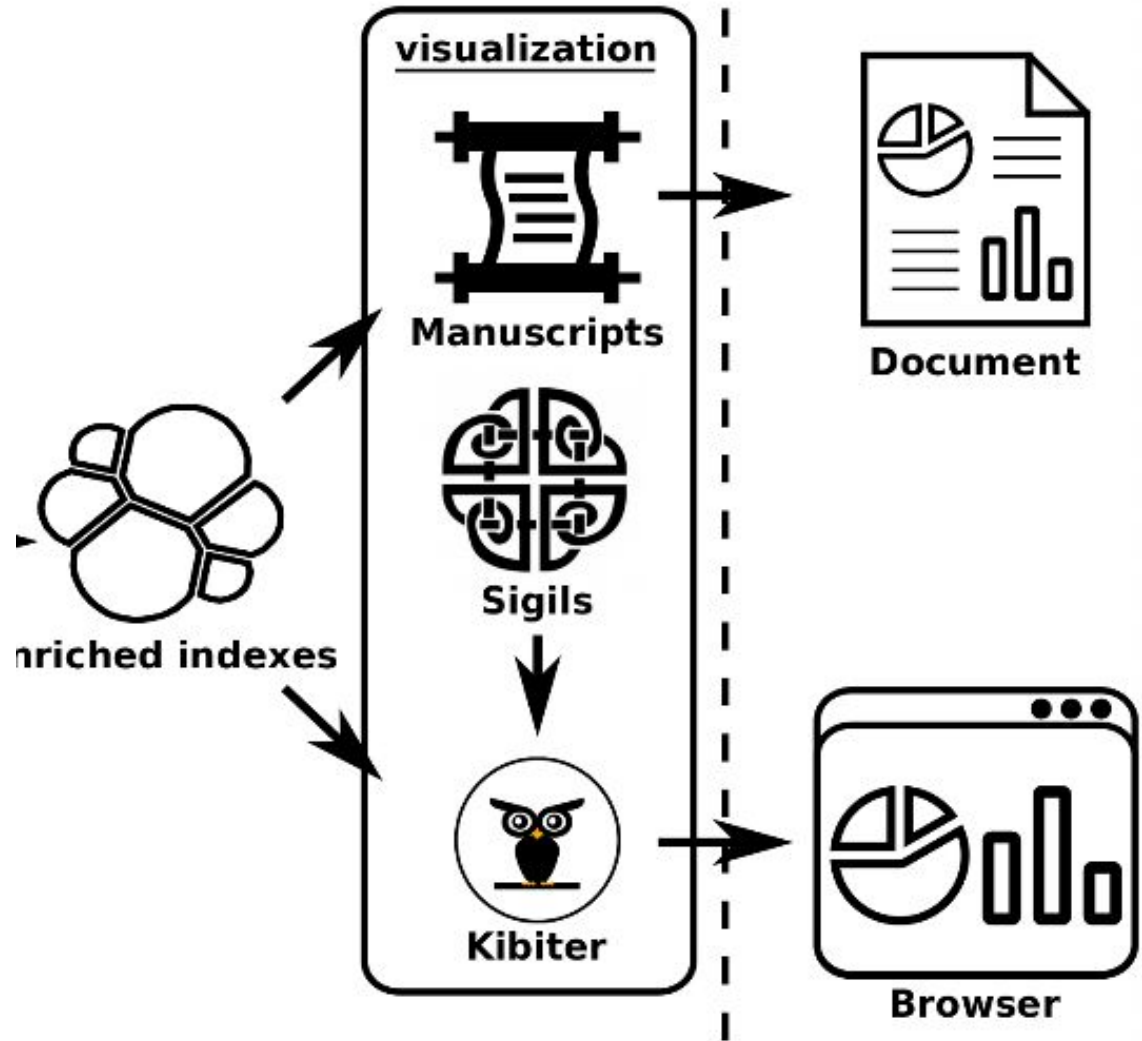 visualization
Manuscripts
Document
Sigils
nriched indexes
Kibiter
Browser